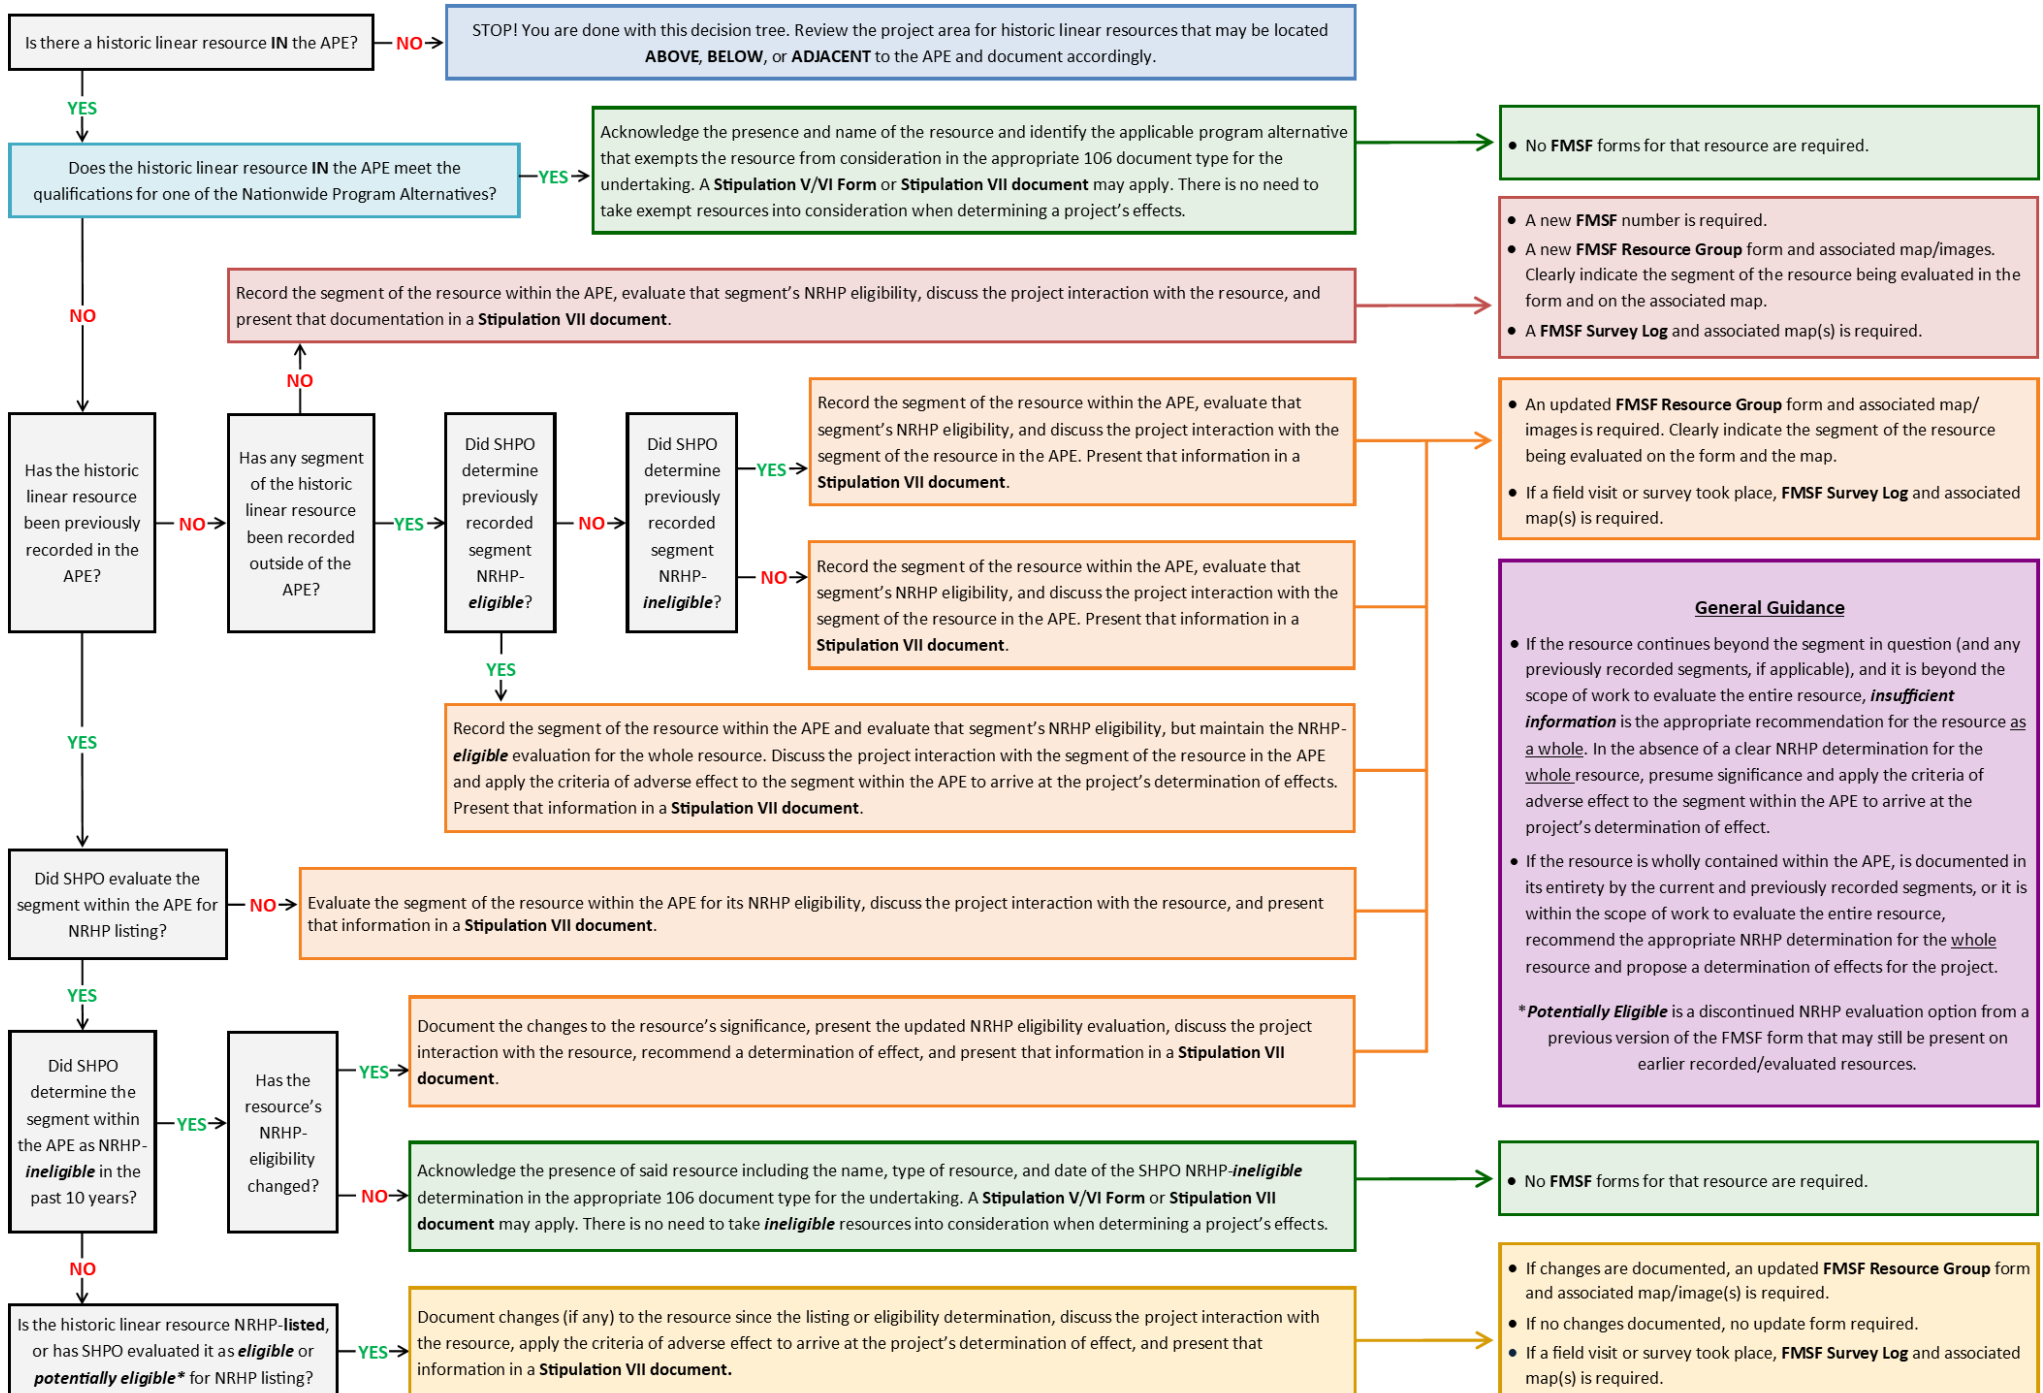 Is there a historic linear resource IN the APE?
NO
STOP! You are done with this decision tree. Review the project area for historic linear resources that may be located
ABOVE, BELOW, or ADJACENT to the APE and document accordingly.
YES
Does the historic linear resource IN the APE meet the
qualifications for one of the Nationwide Program Alternatives?
YES
Acknowledge the presence and name of the resource and identify the applicable program alternative
that exempts the resource from consideration in the appropriate 106 document type for the
undertaking. A Stipulation V/VI Form or Stipulation VII document may apply. There is no need to
take exempt resources into consideration when determining a project's effects.
• No FMSF forms for that resource are required.
NO
Record the segment of the resource within the APE, evaluate that segment's NRHP eligibility, discuss the project interaction with the resource, and
present that documentation in a Stipulation VII document.
• A new FMSF number is required.
• A new FMSF Resource Group form and associated map/images.
Clearly indicate the segment of the resource being evaluated in the
form and on the associated map.
• A FMSF Survey Log and associated map(s) is required.
NO
Has the historic
linear resource
been previously
recorded in the
APE?
NO
Has any segment
of the historic
linear resource
been recorded
outside of the
APE?
YES
Did SHPO
determine
previously
recorded
segment
NRHP-
eligible?
NO
Did SHPO
determine
previously
recorded
segment
NRHP-
ineligible?
YES
Record the segment of the resource within the APE, evaluate that
segment's NRHP eligibility, and discuss the project interaction with the
segment of the resource in the APE. Present that information in a
Stipulation VII document.
NO
Record the segment of the resource within the APE, evaluate that
segment's NRHP eligibility, and discuss the project interaction with the
segment of the resource in the APE. Present that information in a
Stipulation VII document.
• An updated FMSF Resource Group form and associated map/
images is required. Clearly indicate the segment of the resource
being evaluated on the form and the map.
• If a field visit or survey took place, FMSF Survey Log and associated
map(s) is required.
YES
Record the segment of the resource within the APE and evaluate that segment's NRHP eligibility, but maintain the NRHP-
eligible evaluation for the whole resource. Discuss the project interaction with the segment of the resource in the APE
and apply the criteria of adverse effect to the segment within the APE to arrive at the project's determination of effects.
Present that information in a Stipulation VII document.
General Guidance
• If the resource continues beyond the segment in question (and any
previously recorded segments, if applicable), and it is beyond the
scope of work to evaluate the entire resource, insufficient
information is the appropriate recommendation for the resource as
a whole. In the absence of a clear NRHP determination for the
whole resource, presume significance and apply the criteria of
adverse effect to the segment within the APE to arrive at the
project's determination of effect.
• If the resource is wholly contained within the APE, is documented in
its entirety by the current and previously recorded segments, or it is
within the scope of work to evaluate the entire resource,
recommend the appropriate NRHP determination for the whole
resource and propose a determination of effects for the project.
*Potentially Eligible is a discontinued NRHP evaluation option from a
previous version of the FMSF form that may still be present on
earlier recorded/evaluated resources.
YES
Did SHPO evaluate the
segment within the APE for
NRHP listing?
NO
Evaluate the segment of the resource within the APE for its NRHP eligibility, discuss the project interaction with the resource, and present
that information in a Stipulation VII document.
YES
Did SHPO
determine the
segment within
the APE as NRHP-
ineligible in the
past 10 years?
YES
Has the
resource's
NRHP-
eligibility
changed?
YES
Document the changes to the resource's significance, present the updated NRHP eligibility evaluation, discuss the project
interaction with the resource, recommend a determination of effect, and present that information in a Stipulation VII
document.
NO
Acknowledge the presence of said resource including the name, type of resource, and date of the SHPO NRHP-ineligible
determination in the appropriate 106 document type for the undertaking. A Stipulation V/VI Form or Stipulation VII
document may apply. There is no need to take ineligible resources into consideration when determining a project's effects.
• No FMSF forms for that resource are required.
NO
Is the historic linear resource NRHP-listed,
or has SHPO evaluated it as eligible or
potentially eligible* for NRHP listing?
YES
Document changes (if any) to the resource since the listing or eligibility determination, discuss the project interaction with
the resource, apply the criteria of adverse effect to arrive at the project's determination of effect, and present that
information in a Stipulation VII document.
• If changes are documented, an updated FMSF Resource Group form
and associated map/image(s) is required.
• If no changes documented, no update form required.
• If a field visit or survey took place, FMSF Survey Log and associated
map(s) is required.